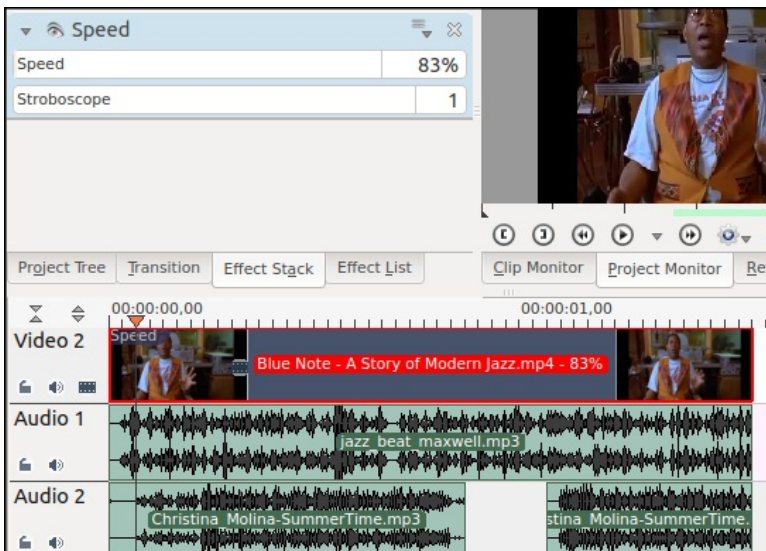 Speed
Speed 83%
Stroboscope 1
Project Tree Transition Effect Stack Effect List
Clip Monitor Project Monitor Re
00:00:00,00 00:00:01,00
Video 2
Speed
Blue Note - A Story of Modern Jazz.mp4 - 83%
Audio 1
jazz_beat_maxwell.mp3
Audio 2
Christina_Molina-SummerTime.mp3 stina_Molina-SummerTime.